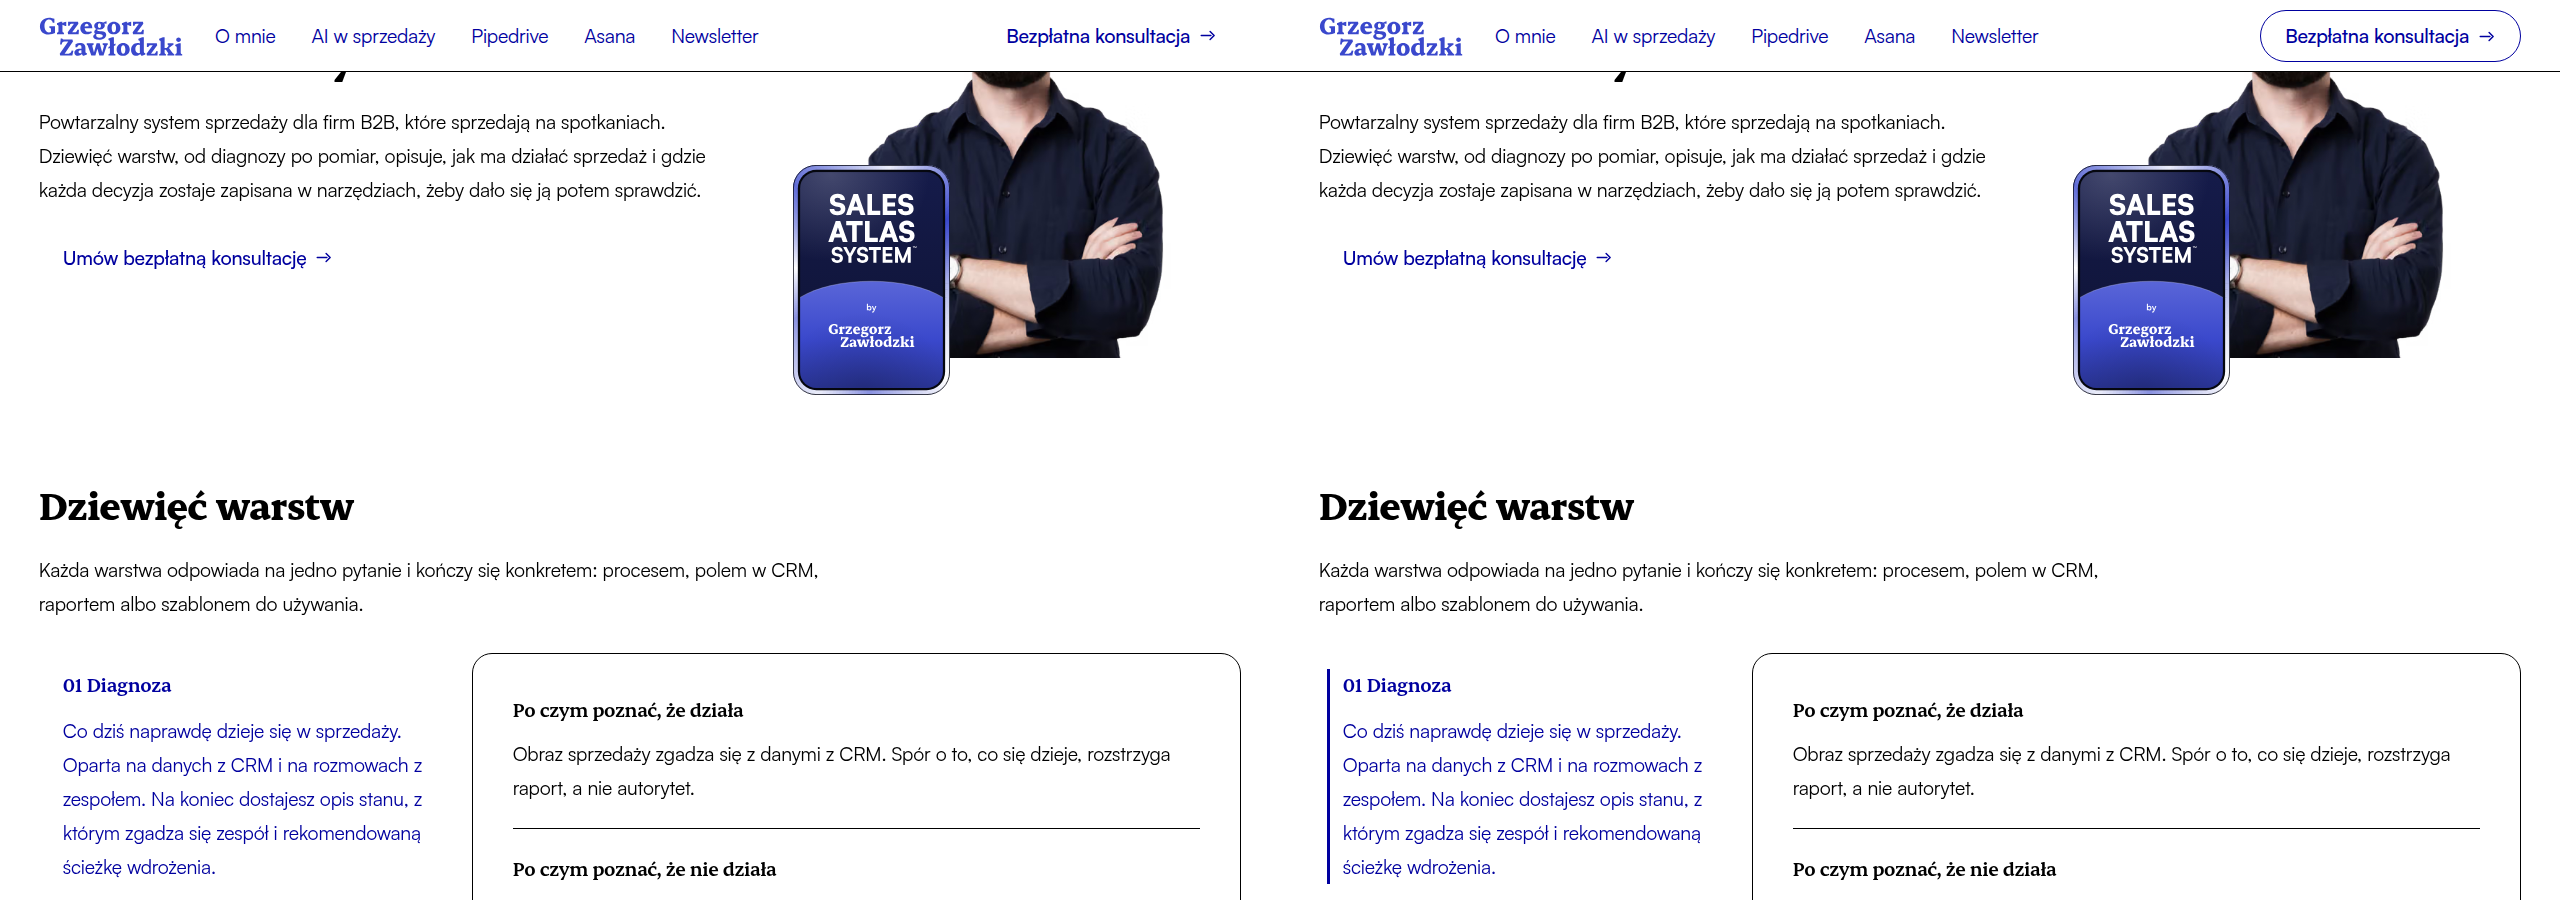 Grzegorz
Zawłodzki
O mnie AI w sprzedaży Pipedrive Asana Newsletter
Bezpłatna konsultacja →
Powtarzalny system sprzedaży dla firm B2B, które sprzedają na spotkaniach.
Dziewięć warstw, od diagnozy po pomiar, opisuje, jak ma działać sprzedaż i gdzie
każda decyzja zostaje zapisana w narzędziach, żeby dało się ją potem sprawdzić.
Umów bezpłatną konsultację →
SALES
ATLAS
SYSTEM™
by
Grzegorz
Zawłodzki
Dziewięć warstw
Każda warstwa odpowiada na jedno pytanie i kończy się konkretem: procesem, polem w CRM,
raportem albo szablonem do używania.
01 Diagnoza
Co dziś naprawdę dzieje się w sprzedaży.
Oparta na danych z CRM i na rozmowach z
zespołem. Na koniec dostajesz opis stanu, z
którym zgadza się zespół i rekomendowaną
ścieżkę wdrożenia.
Po czym poznać, że działa
Obraz sprzedaży zgadza się z danymi z CRM. Spór o to, co się dzieje, rozstrzyga
raport, a nie autorytet.
Po czym poznać, że nie działa
Grzegorz
Zawłodzki
O mnie AI w sprzedaży Pipedrive Asana Newsletter
Bezpłatna konsultacja →
Powtarzalny system sprzedaży dla firm B2B, które sprzedają na spotkaniach.
Dziewięć warstw, od diagnozy po pomiar, opisuje, jak ma działać sprzedaż i gdzie
każda decyzja zostaje zapisana w narzędziach, żeby dało się ją potem sprawdzić.
Umów bezpłatną konsultację →
SALES
ATLAS
SYSTEM™
by
Grzegorz
Zawłodzki
Dziewięć warstw
Każda warstwa odpowiada na jedno pytanie i kończy się konkretem: procesem, polem w CRM,
raportem albo szablonem do używania.
01 Diagnoza
Co dziś naprawdę dzieje się w sprzedaży.
Oparta na danych z CRM i na rozmowach z
zespołem. Na koniec dostajesz opis stanu, z
którym zgadza się zespół i rekomendowaną
ścieżkę wdrożenia.
Po czym poznać, że działa
Obraz sprzedaży zgadza się z danymi z CRM. Spór o to, co się dzieje, rozstrzyga
raport, a nie autorytet.
Po czym poznać, że nie działa